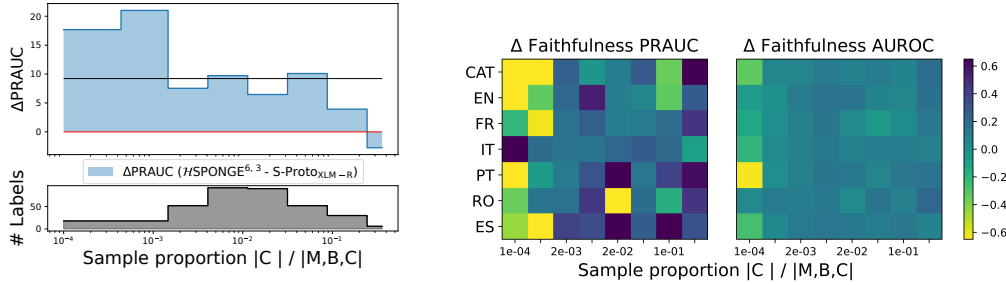 20
15
10
5
0
ΔPRAUC
ΔPRAUC (ℋSPONGE^{6,3} - S-Proto_{XLM−R})
50
0
# Labels
10^{−4} 10^{−3} 10^{−2} 10^{−1}
Sample proportion |C | / |M,B,C|
Δ Faithfulness PRAUC
CAT
EN
FR
IT
PT
RO
ES
1e-04 2e-03 2e-02 1e-01
Δ Faithfulness AUROC
1e-04 2e-03 2e-02 1e-01
Sample proportion |C | / |M,B,C|
0.6
0.4
0.2
0.0
−0.2
−0.4
−0.6